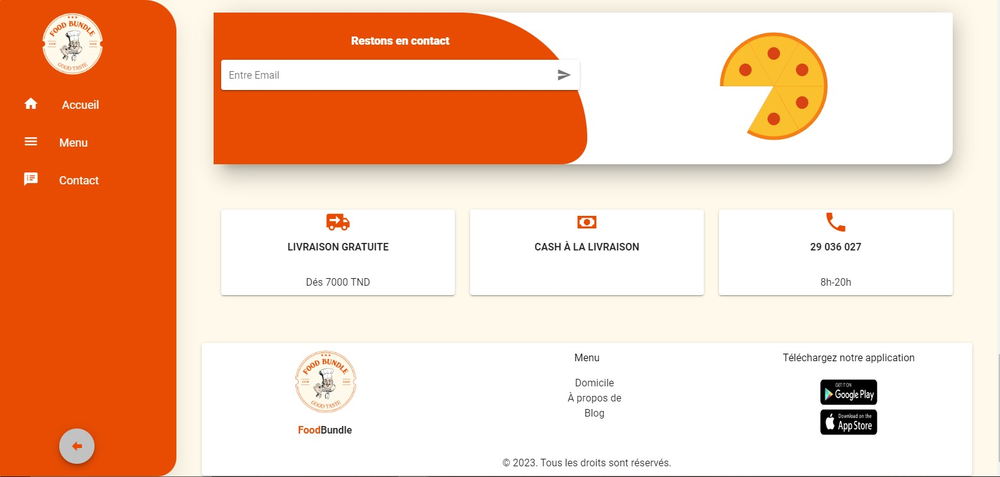 FOOD BUNDLE
GOOD TASTE
Accueil
Menu
Contact
Restons en contact
Entre Email
LIVRAISON GRATUITE
Dés 7000 TND
CASH À LA LIVRAISON
29 036 027
8h-20h
FOOD BUNDLE
GOOD TASTE
FoodBundle
Menu
Domicile
À propos de
Blog
Téléchargez notre application
GET IT ON
Google Play
Download on the
App Store
© 2023. Tous les droits sont réservés.